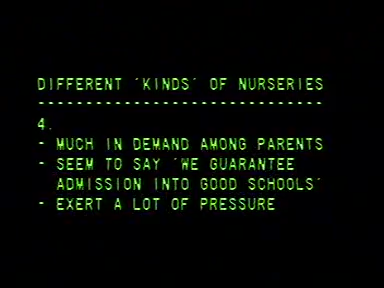 DIFFERENT 'KINDS' OF NURSERIES
------------------------------
4.
- MUCH IN DEMAND AMONG PARENTS
- SEEM TO SAY 'WE GUARANTEE
ADMISSION INTO GOOD SCHOOLS'
- EXERT A LOT OF PRESSURE